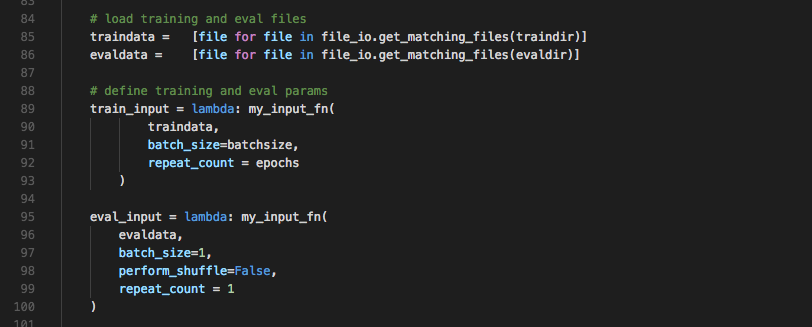 83
84 # load training and eval files
85 traindata =   [file for file in file_io.get_matching_files(traindir)]
86 evaldata =    [file for file in file_io.get_matching_files(evaldir)]
87
88 # define training and eval params
89 train_input = lambda: my_input_fn(
90         traindata,
91         batch_size=batchsize,
92         repeat_count = epochs
93     )
94
95 eval_input = lambda: my_input_fn(
96     evaldata,
97     batch_size=1,
98     perform_shuffle=False,
99     repeat_count = 1
100 )
101